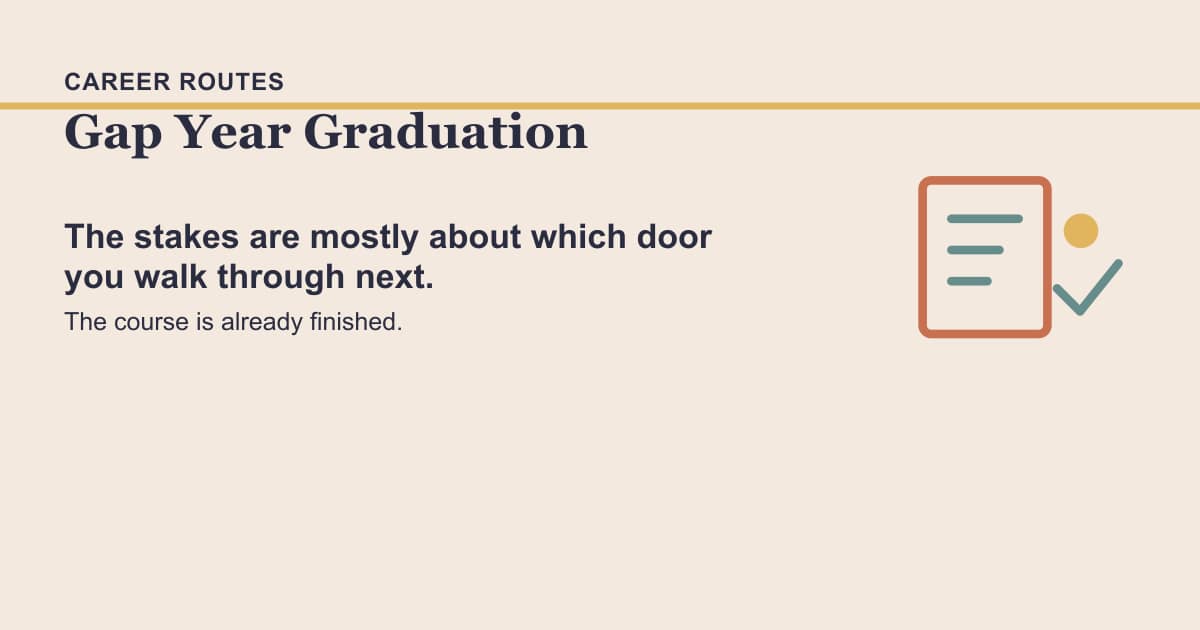 CAREER ROUTES
Gap Year Graduation
The stakes are mostly about which door
you walk through next.
The course is already finished.